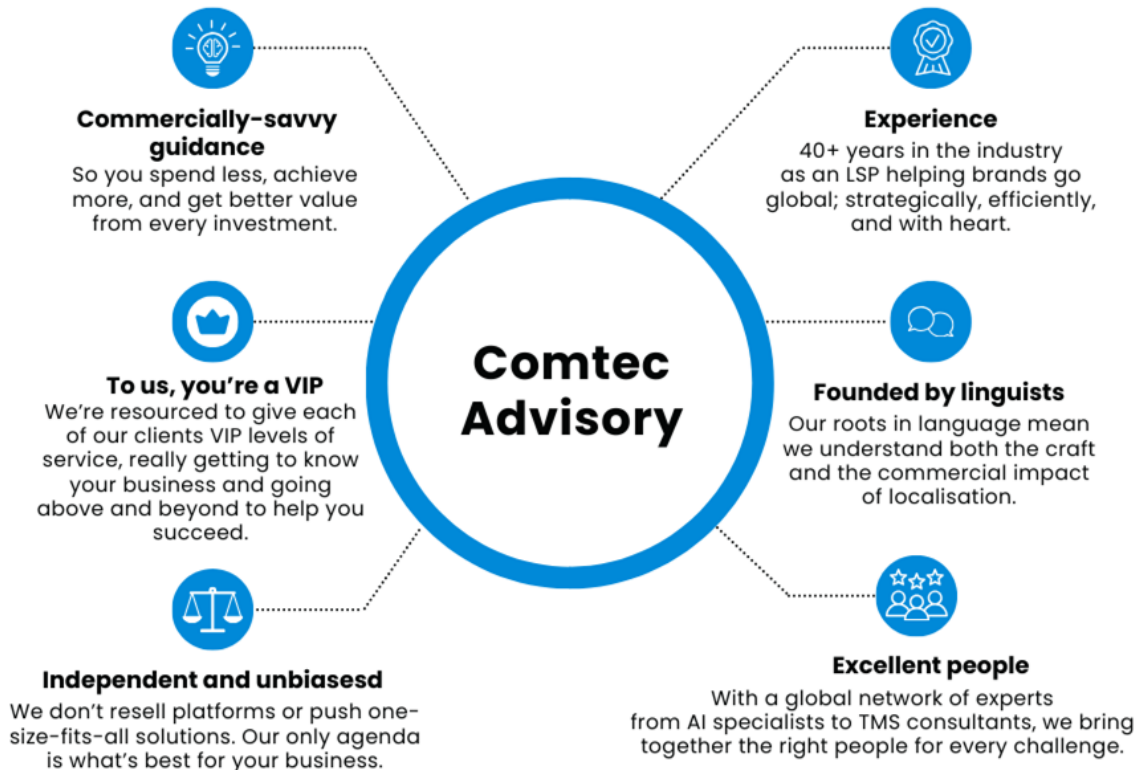 Commercially-savvy
guidance
So you spend less, achieve
more, and get better value
from every investment.
To us, you're a VIP
We're resourced to give each
of our clients VIP levels of
service, really getting to know
your business and going
above and beyond to help you
succeed.
Independent and unbiasesd
We don't resell platforms or push one-
size-fits-all solutions. Our only agenda
is what's best for your business.
Comtec
Advisory
Experience
40+ years in the industry
as an LSP helping brands go
global; strategically, efficiently,
and with heart.
Founded by linguists
Our roots in language mean
we understand both the craft
and the commercial impact
of localisation.
Excellent people
With a global network of experts
from AI specialists to TMS consultants, we bring
together the right people for every challenge.